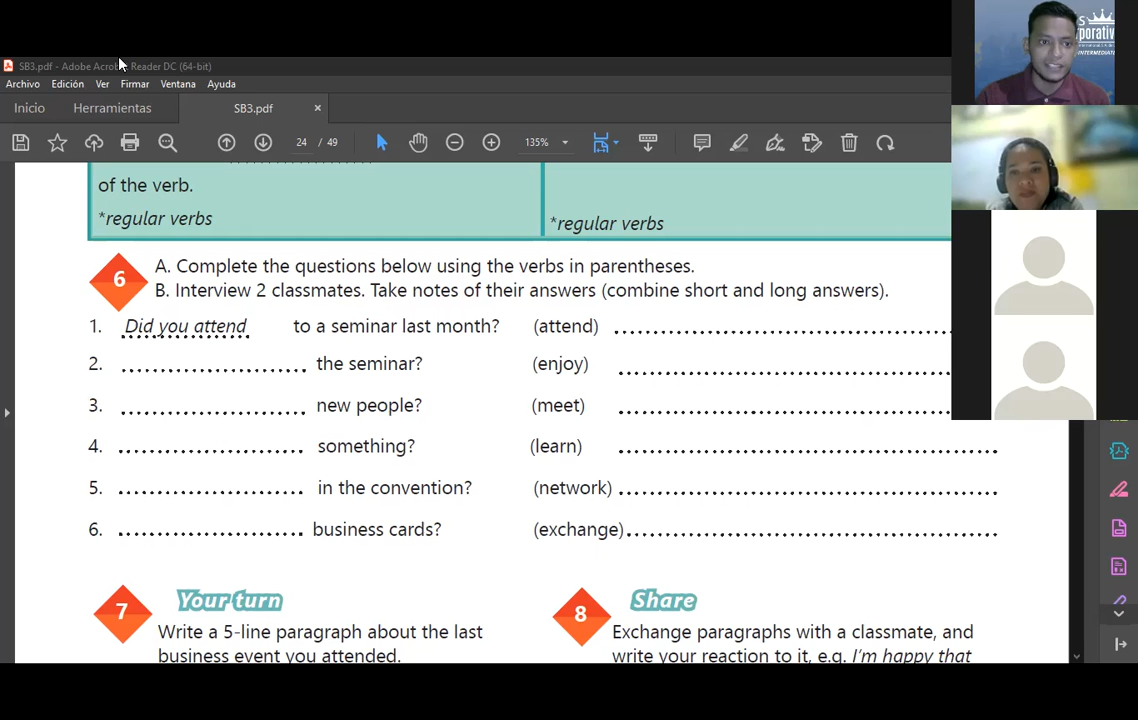 SB3.pdf - Adobe Acrobat Reader DC (64-bit)
Archivo Edición Ver Firmar Ventana Ayuda
Inicio Herramientas SB3.pdf ×
24 / 49 135%
of the verb.
*regular verbs
*regular verbs
6 A. Complete the questions below using the verbs in parentheses.
B. Interview 2 classmates. Take notes of their answers (combine short and long answers).
1. Did you attend to a seminar last month? (attend)
2. the seminar? (enjoy)
3. new people? (meet)
4. something? (learn)
5. in the convention? (network)
6. business cards? (exchange)
7 Your turn
Write a 5-line paragraph about the last
business event you attended.
8 Share
Exchange paragraphs with a classmate, and
write your reaction to it, e.g. I'm happy that